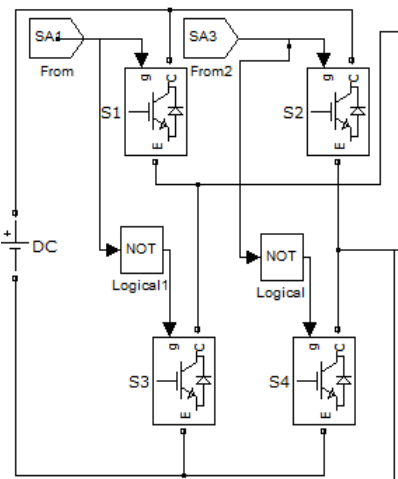 SA1
From
SA3
From2
g
C
S1
E
g
C
S2
E
+
DC
NOT
Logical1
NOT
Logical
g
C
S3
E
g
C
S4
E